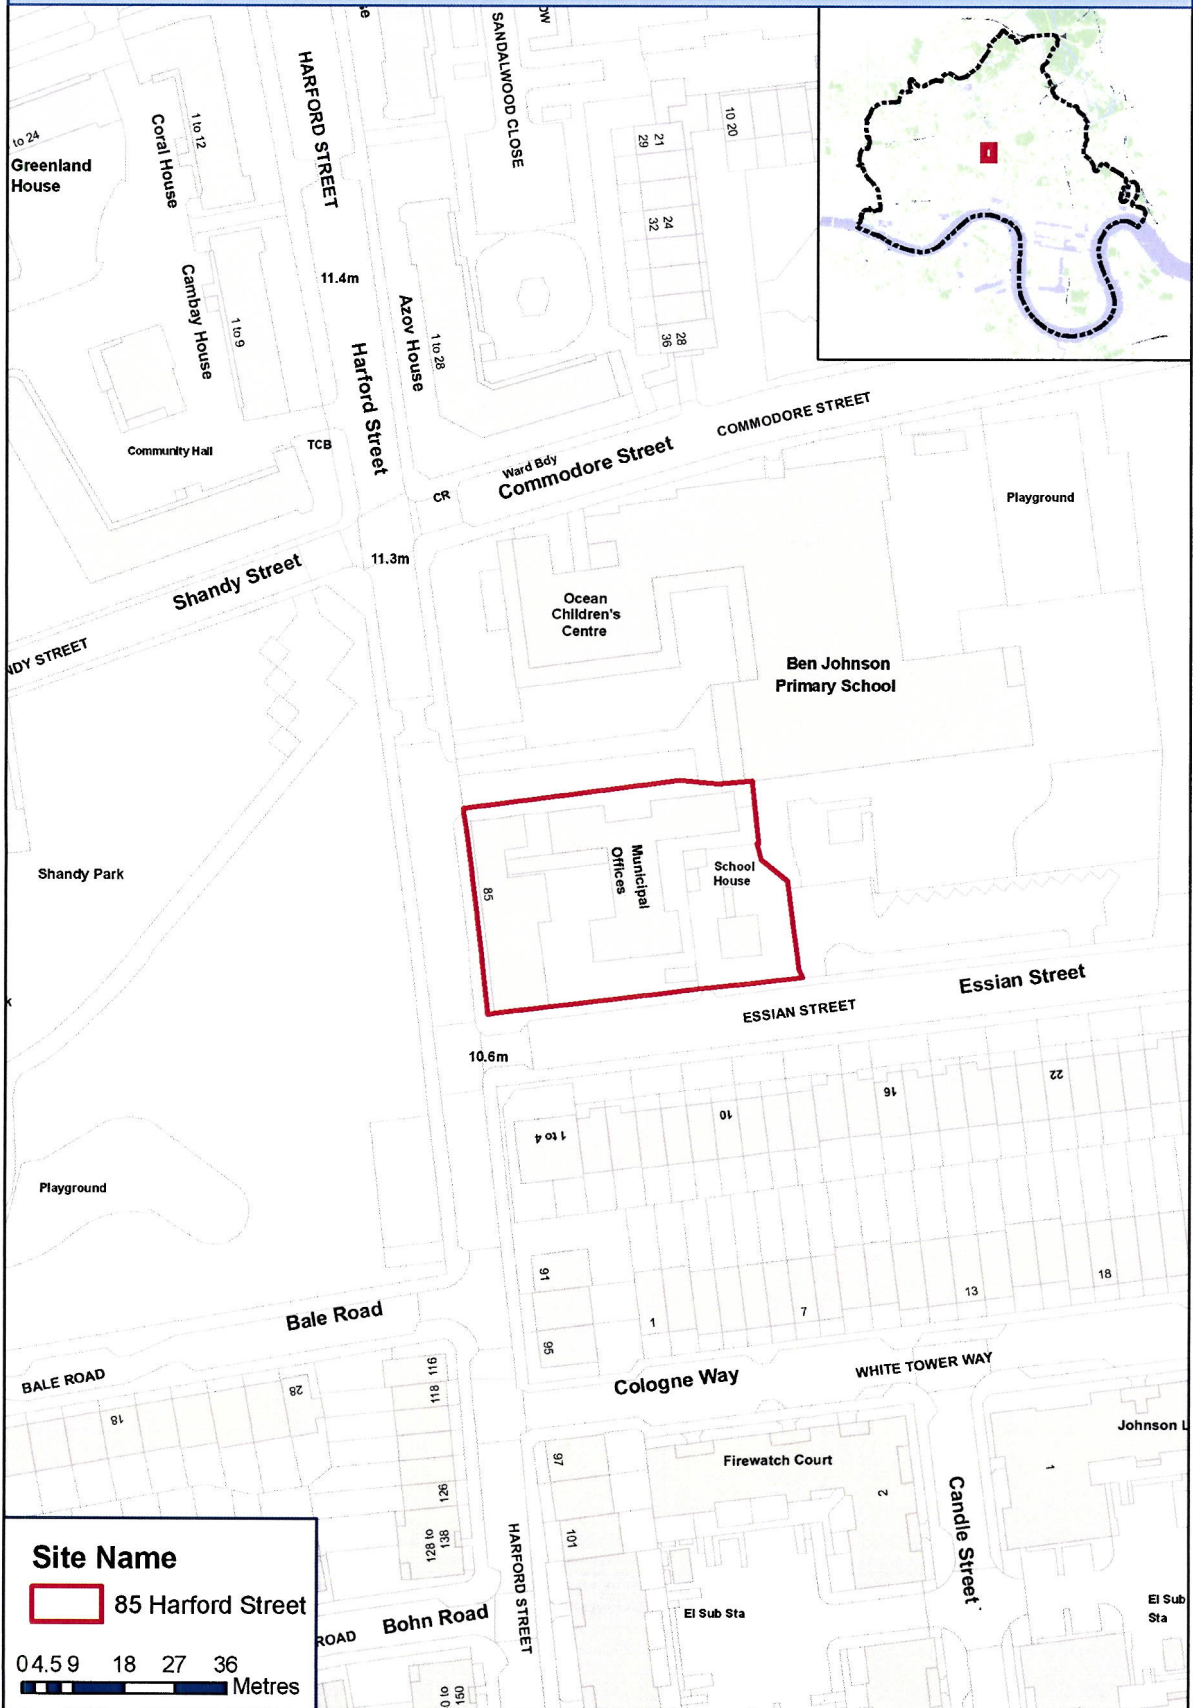 HARFORD STREET
SANDALWOOD CLOSE
to 24
Greenland
House
Coral House
1 to 12
21
29
10 20
24
32
11.4m
Cambay House
1 to 9
Azov House
1 to 28
28
36
Harford Street
COMMODORE STREET
Community Hall
TCB
Ward Bdy
Commodore Street
CR
Playground
11.3m
Shandy Street
NDY STREET
Ocean
Children's
Centre
Ben Johnson
Primary School
Shandy Park
85
Municipal
Offices
School
House
Essian Street
ESSIAN STREET
10.6m
22
16
10
1 to 4
Playground
91
18
13
7
1
Bale Road
95
Cologne Way
WHITE TOWER WAY
BALE ROAD
28
18
116
118
Johnson L
97
Firewatch Court
1
2
126
Candle Street
128 to
138
101
HARFORD STREET
Site Name
85 Harford Street
El Sub Sta
El Sub
Sta
ROAD
Bohn Road
0 4.5 9 18 27 36
Metres
0 to
150